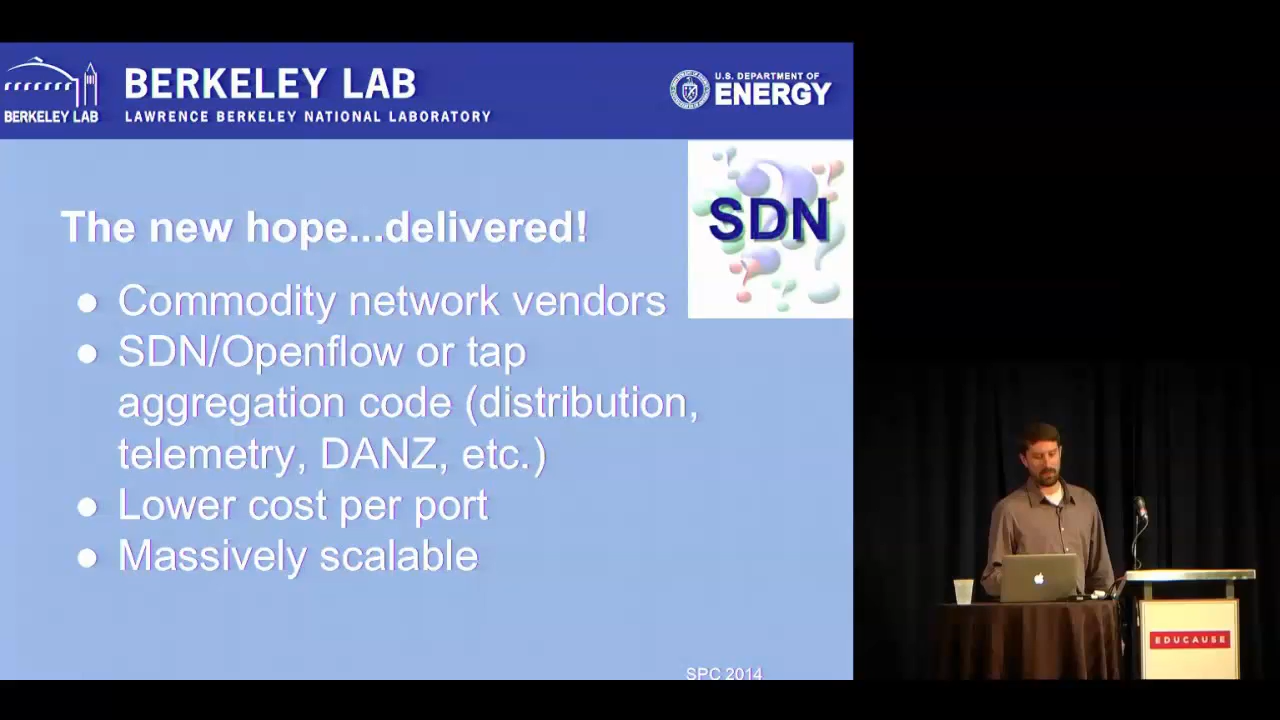 BERKELEY LAB
BERKELEY LAB
LAWRENCE BERKELEY NATIONAL LABORATORY
U.S. DEPARTMENT OF
ENERGY
SDN
The new hope...delivered!
● Commodity network vendors
● SDN/Openflow or tap
aggregation code (distribution,
telemetry, DANZ, etc.)
● Lower cost per port
● Massively scalable
SPC 2014
EDUCAUSE